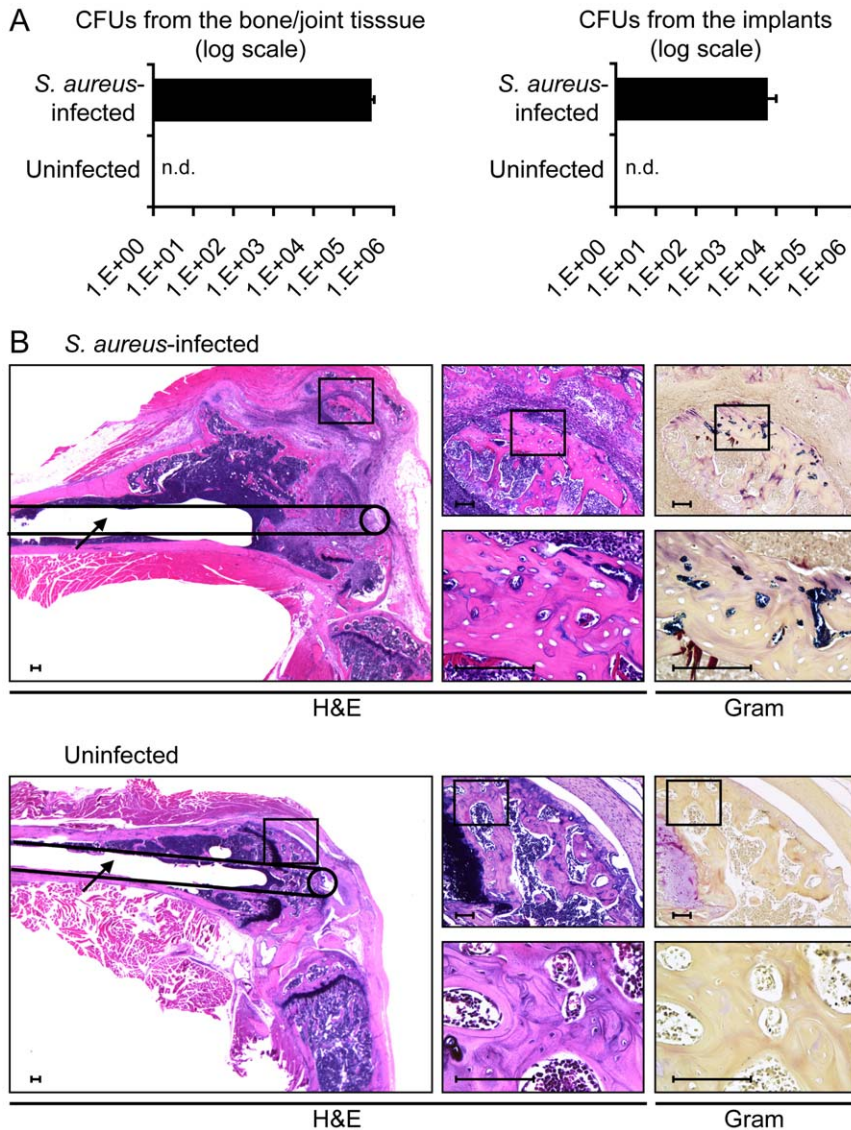 A
CFUs from the bone/joint tisssue
(log scale)
S. aureus-
infected
Uninfected
n.d.
1.E+00
1.E+01
1.E+02
1.E+03
1.E+04
1.E+05
1.E+06
CFUs from the implants
(log scale)
S. aureus-
infected
Uninfected
n.d.
1.E+00
1.E+01
1.E+02
1.E+03
1.E+04
1.E+05
1.E+06
B
S. aureus-infected
H&E
Gram
Uninfected
H&E
Gram